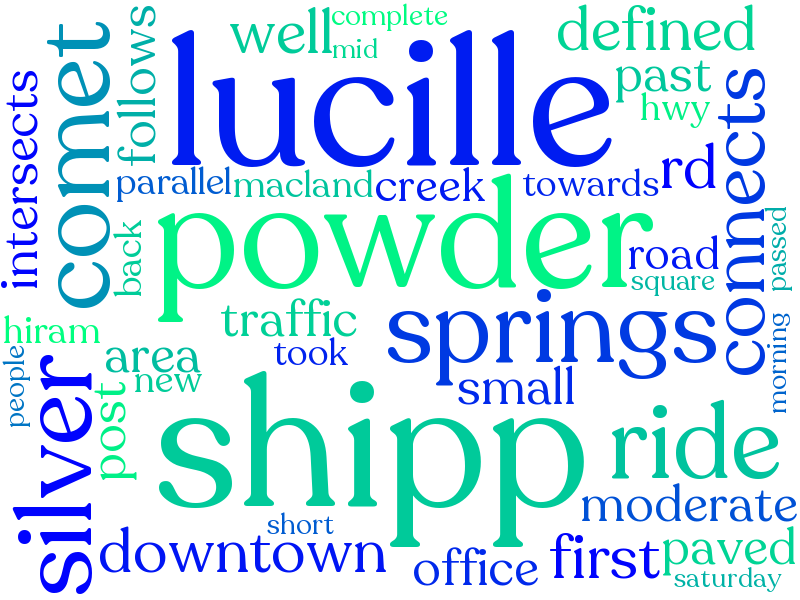 complete
well
mid
defined
past
hwy
comet
follows
lucille
intersects
parallel
macland
creek
towards
rd
connects
powder
back
road
square
passed
hiram
traffic
took
springs
morning
people
area
new
small
silver
post
shipp
ride
moderate
short
downtown
office
first
paved
saturday